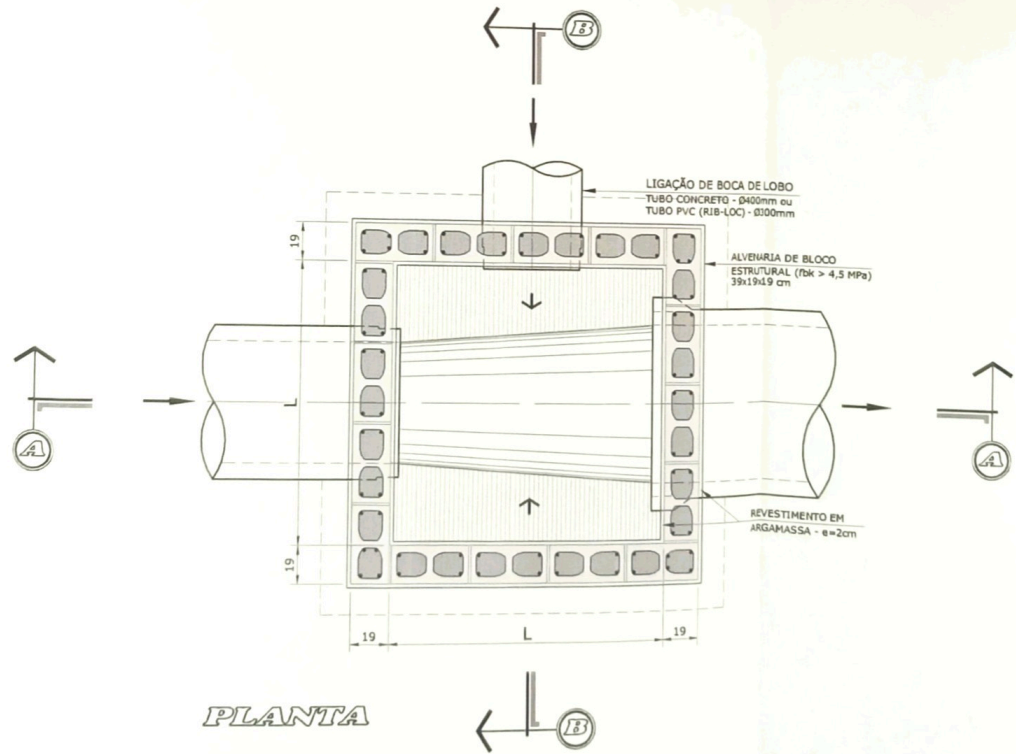 B
LIGAÇÃO DE BOCA DE LOBO
TUBO CONCRETO - Ø400mm ou
TUBO PVC (RIB-LOC) - Ø300mm
19
ALVENARIA DE BLOCO
ESTRUTURAL (fbk > 4,5 MPa)
39x19x19 cm
L
A
A
REVESTIMENTO EM
ARGAMASSA - e=2cm
19
19
L
19
PLANTA
B